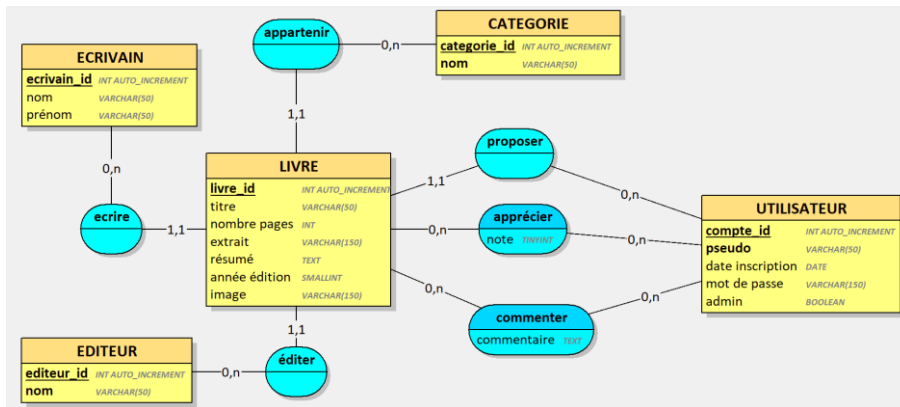 appartenir
0,n
CATEGORIE
categorie_id INT AUTO_INCREMENT
nom VARCHAR(50)
ECRIVAIN
ecrivain_id INT AUTO_INCREMENT
nom VARCHAR(50)
prénom VARCHAR(50)
1,1
0,n
ecrire
1,1
LIVRE
livre_id INT AUTO_INCREMENT
titre VARCHAR(50)
nombre pages INT
extrait VARCHAR(150)
résumé TEXT
année édition SMALLINT
image VARCHAR(150)
proposer
1,1
0,n
apprécier
note TINYINT
0,n
0,n
commenter
commentaire TEXT
0,n
0,n
UTILISATEUR
compte_id INT AUTO_INCREMENT
pseudo VARCHAR(50)
date inscription DATE
mot de passe VARCHAR(150)
admin BOOLEAN
1,1
éditer
0,n
EDITEUR
editeur_id INT AUTO_INCREMENT
nom VARCHAR(50)